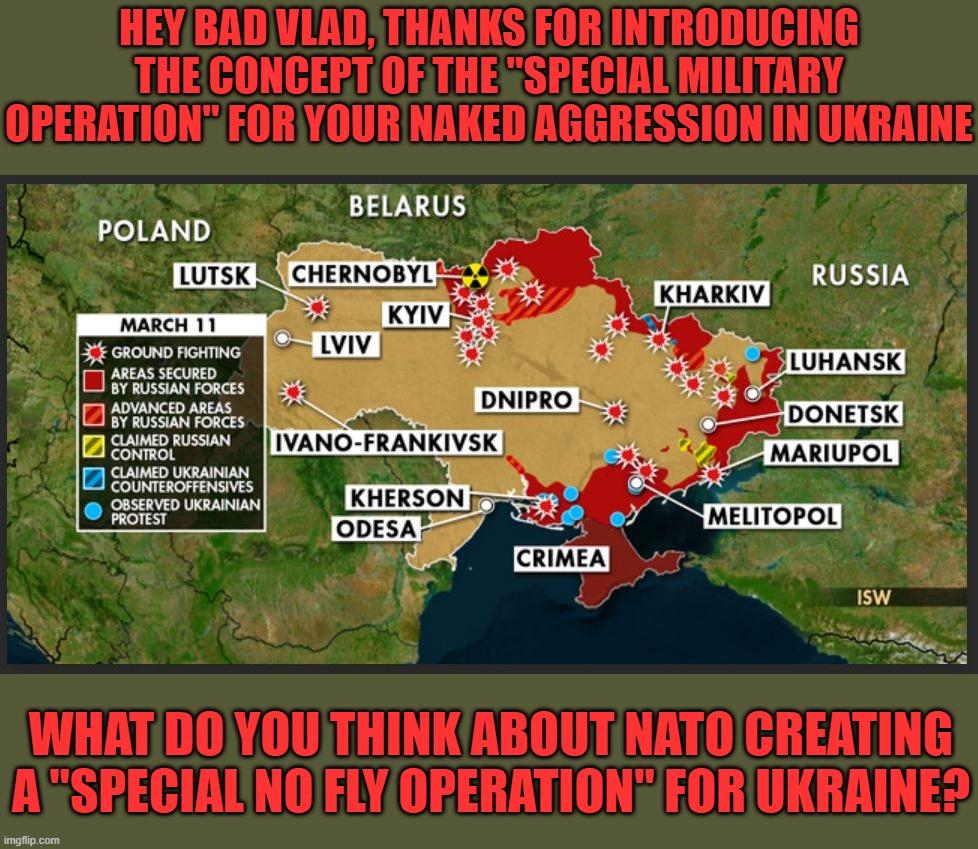 HEY BAD VLAD, THANKS FOR INTRODUCING
THE CONCEPT OF THE "SPECIAL MILITARY
OPERATION" FOR YOUR NAKED AGGRESSION IN UKRAINE
BELARUS
POLAND
RUSSIA
LUTSK
CHERNOBYL
KHARKIV
KYIV
LVIV
MARCH 11
GROUND FIGHTING
AREAS SECURED
BY RUSSIAN FORCES
ADVANCED AREAS
BY RUSSIAN FORCES
CLAIMED RUSSIAN
CONTROL
CLAIMED UKRAINIAN
COUNTEROFFENSIVES
OBSERVED UKRAINIAN
PROTEST
LUHANSK
DNIPRO
DONETSK
IVANO-FRANKIVSK
MARIUPOL
KHERSON
ODESA
MELITOPOL
CRIMEA
ISW
WHAT DO YOU THINK ABOUT NATO CREATING
A "SPECIAL NO FLY OPERATION" FOR UKRAINE?
imgflip.com